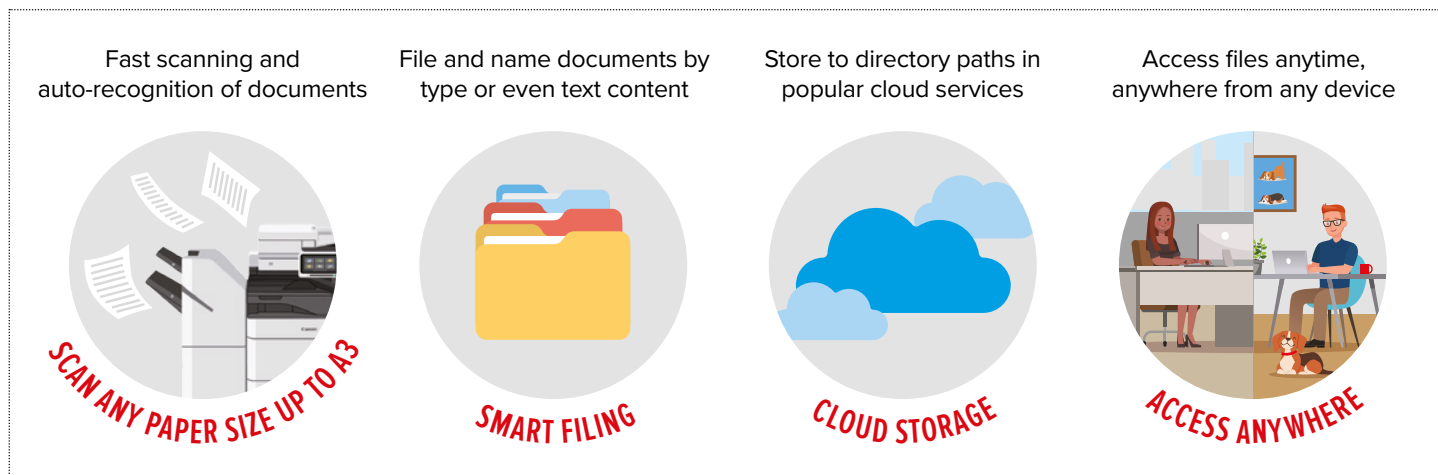 Fast scanning and
auto-recognition of documents
SCAN ANY PAPER SIZE UP TO A3
File and name documents by
type or even text content
SMART FILING
Store to directory paths in
popular cloud services
CLOUD STORAGE
Access files anytime,
anywhere from any device
ACCESS ANYWHERE